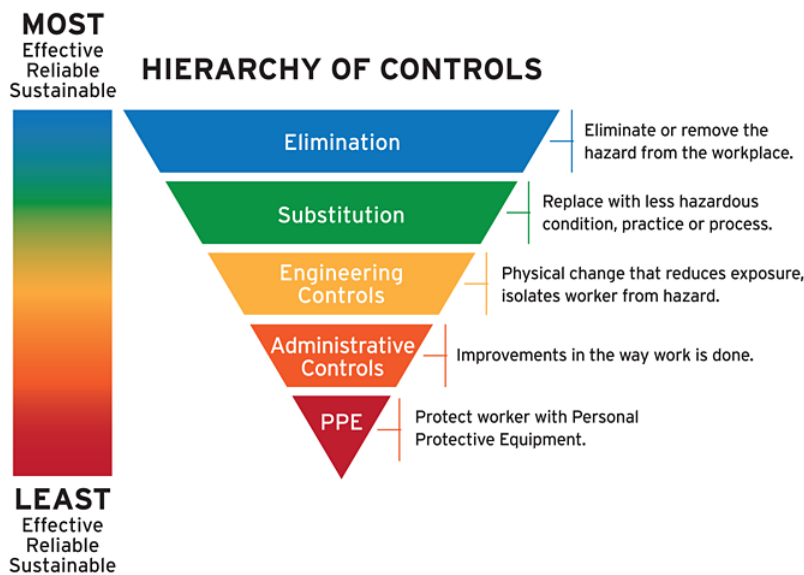 MOST
Effective
Reliable
Sustainable
HIERARCHY OF CONTROLS
Elimination
Eliminate or remove the
hazard from the workplace.
Substitution
Replace with less hazardous
condition, practice or process.
Engineering
Controls
Physical change that reduces exposure,
isolates worker from hazard.
Administrative
Controls
Improvements in the way work is done.
PPE
Protect worker with Personal
Protective Equipment.
LEAST
Effective
Reliable
Sustainable